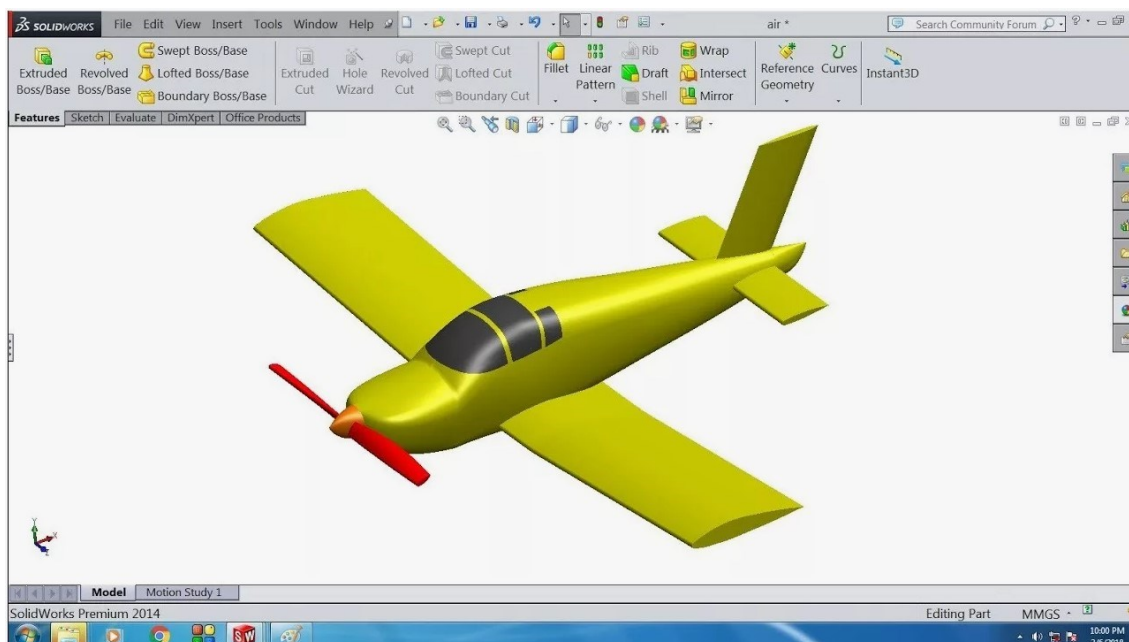 SOLIDWORKS File Edit View Insert Tools Window Help air * Search Community Forum
Extruded Boss/Base
Revolved Boss/Base
Swept Boss/Base
Lofted Boss/Base
Boundary Boss/Base
Extruded Cut
Hole Wizard
Revolved Cut
Swept Cut
Lofted Cut
Boundary Cut
Fillet
Linear Pattern
Rib
Draft
Shell
Wrap
Intersect
Mirror
Reference Geometry
Curves
Instant3D
Features Sketch Evaluate DimXpert Office Products
Y
X
Z
Model Motion Study 1
SolidWorks Premium 2014 Editing Part MMGS
SW
10:00 PM